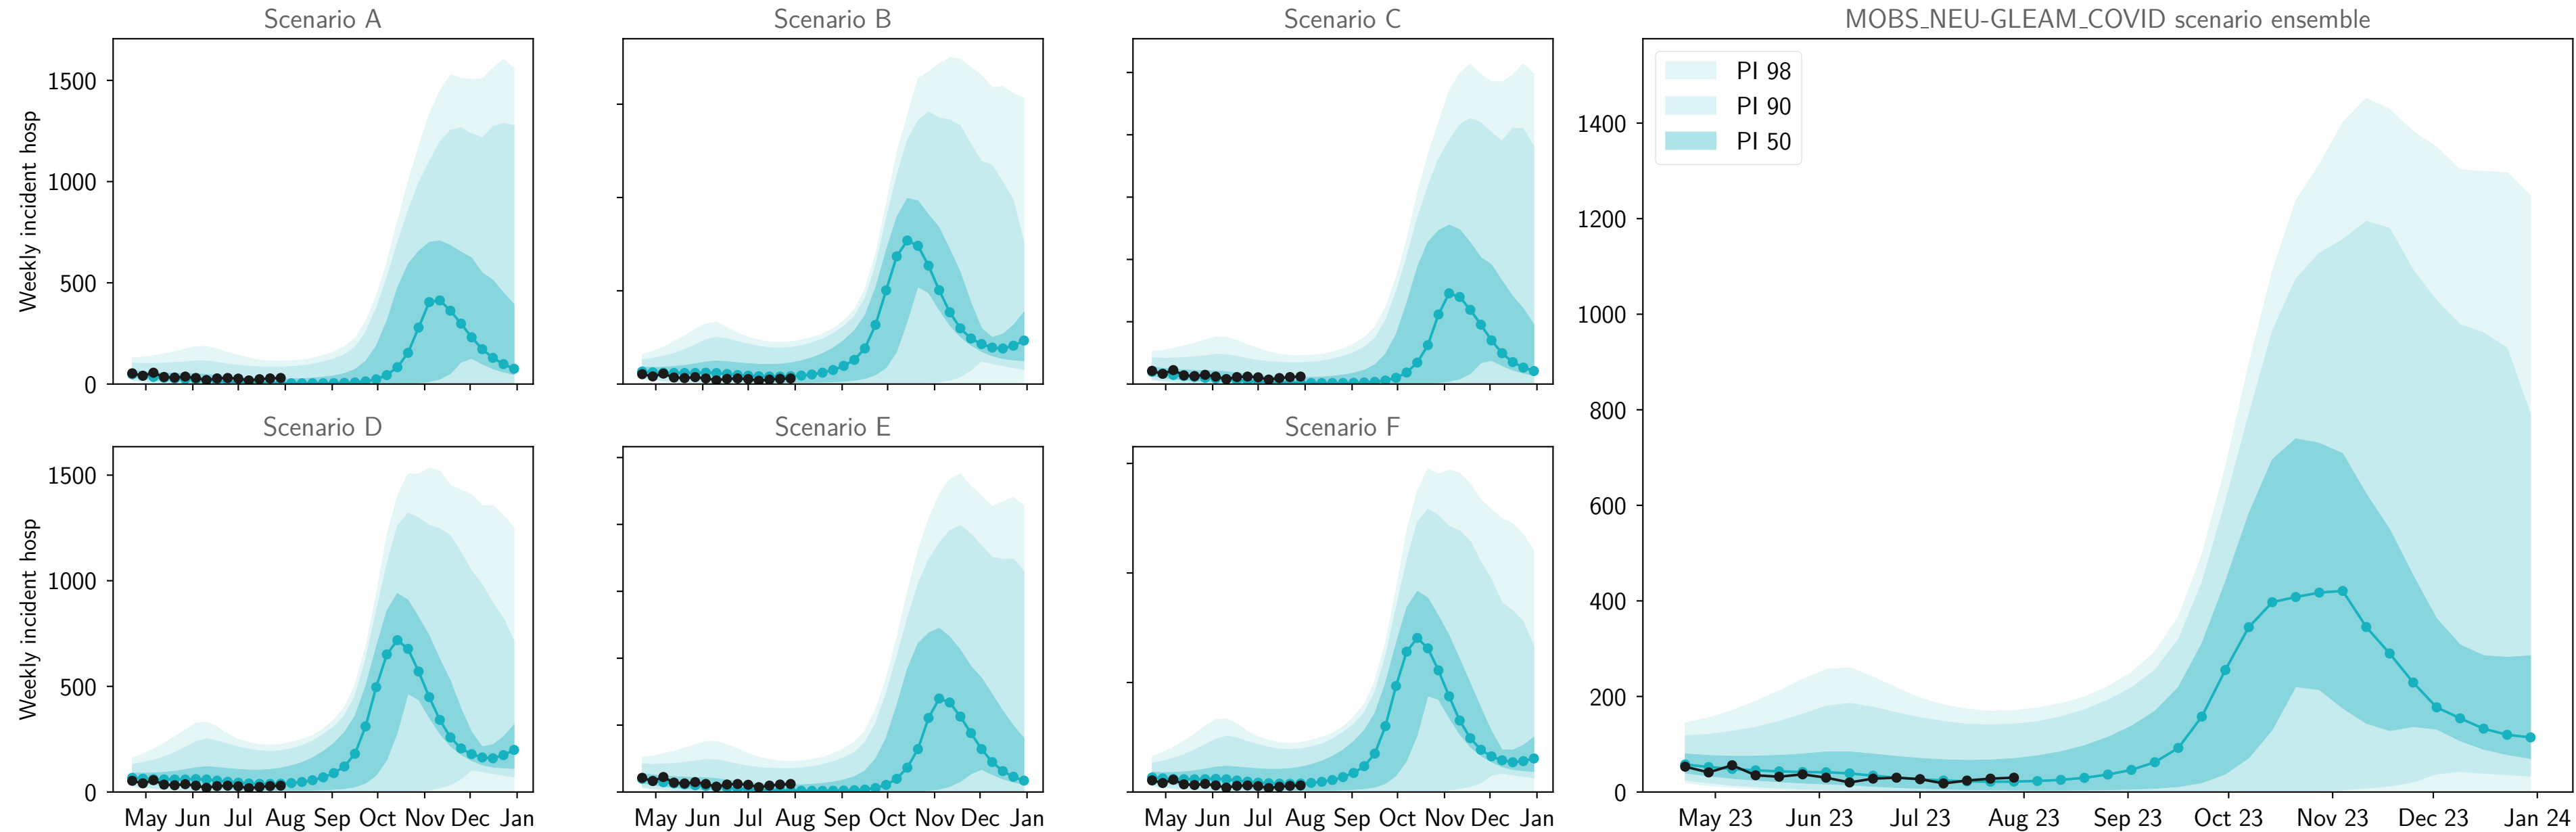 Scenario A
Scenario B
Scenario C
MOBS_NEU-GLEAM_COVID scenario ensemble
Weekly incident hosp
1500
1000
500
0
PI 98
PI 90
PI 50
1400
1200
1000
800
600
400
200
0
Scenario D
Scenario E
Scenario F
Weekly incident hosp
1500
1000
500
0
May Jun Jul Aug Sep Oct Nov Dec Jan
May Jun Jul Aug Sep Oct Nov Dec Jan
May Jun Jul Aug Sep Oct Nov Dec Jan
May 23 Jun 23 Jul 23 Aug 23 Sep 23 Oct 23 Nov 23 Dec 23 Jan 24